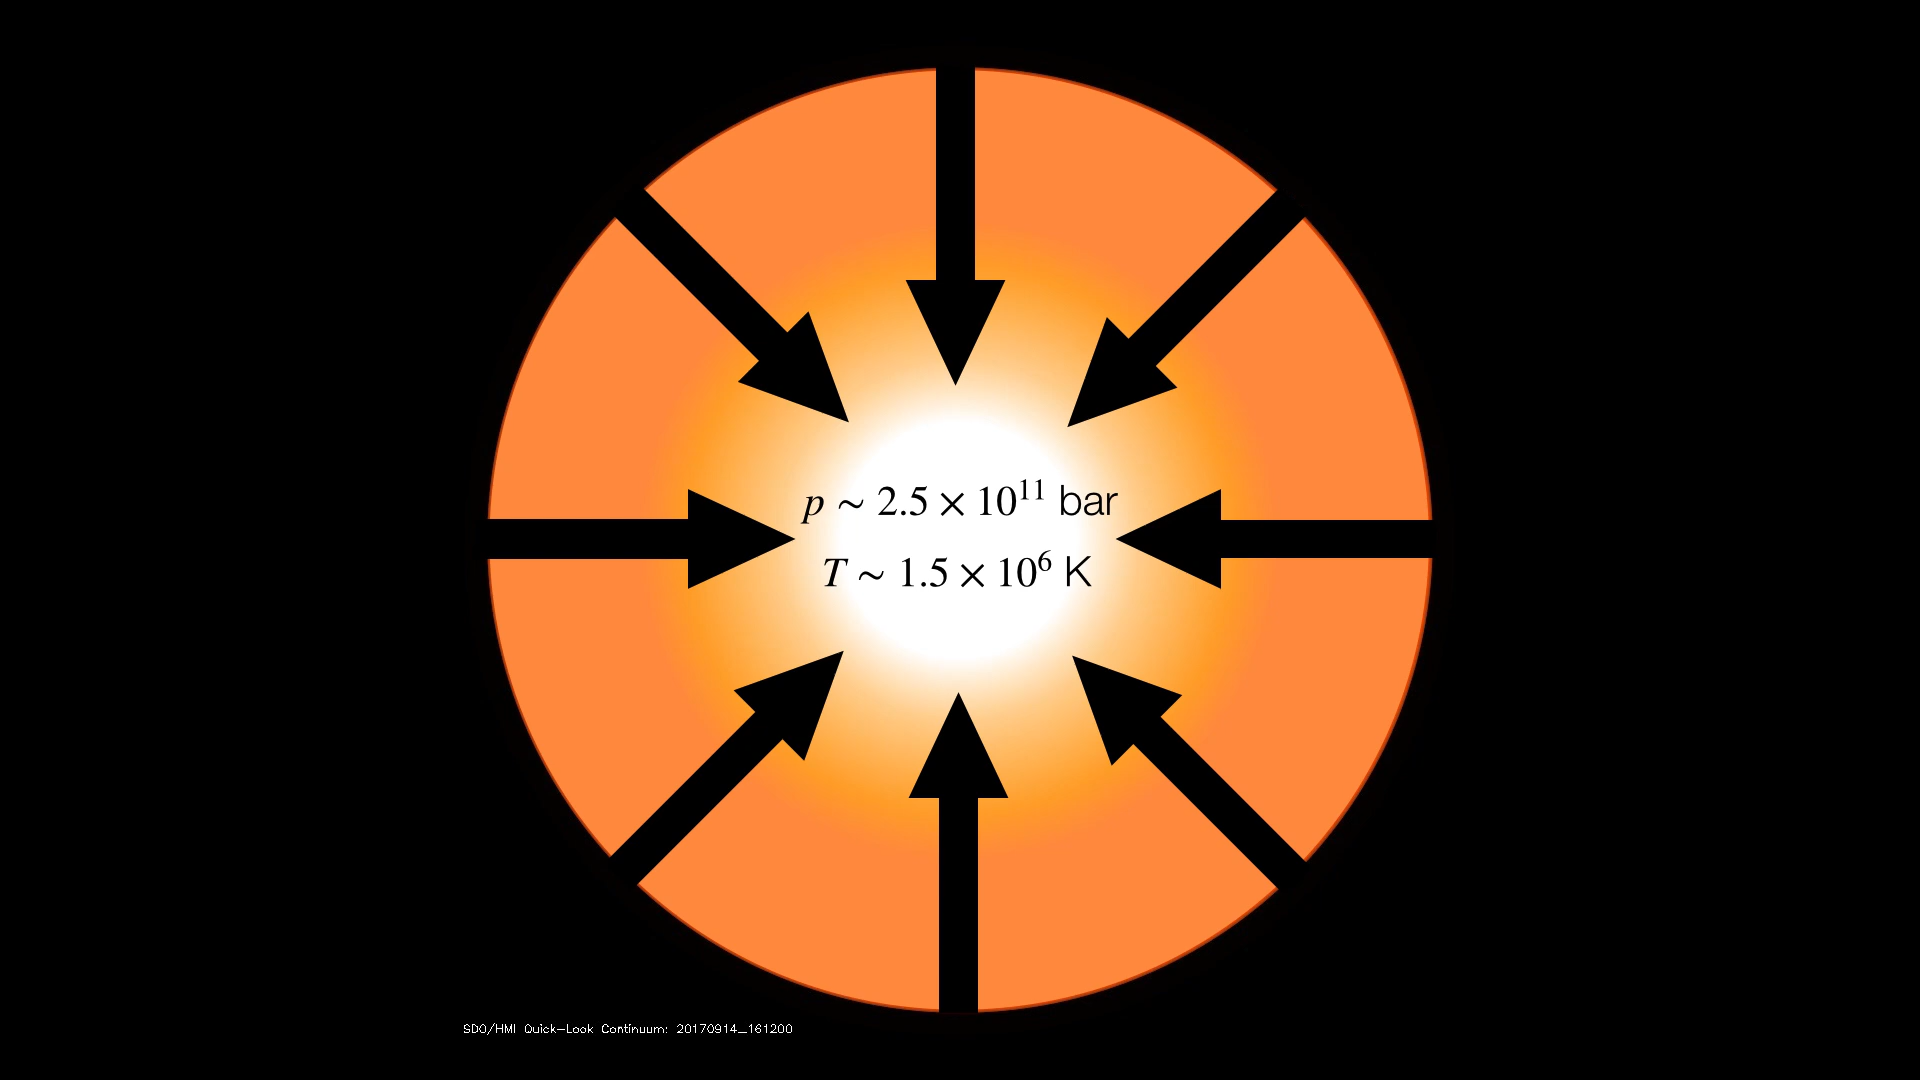 p ~ 2.5 × 10¹¹ bar
T ~ 1.5 × 10⁶ K
SDO/HMI Quick-Look Continuum: 20170914_161200